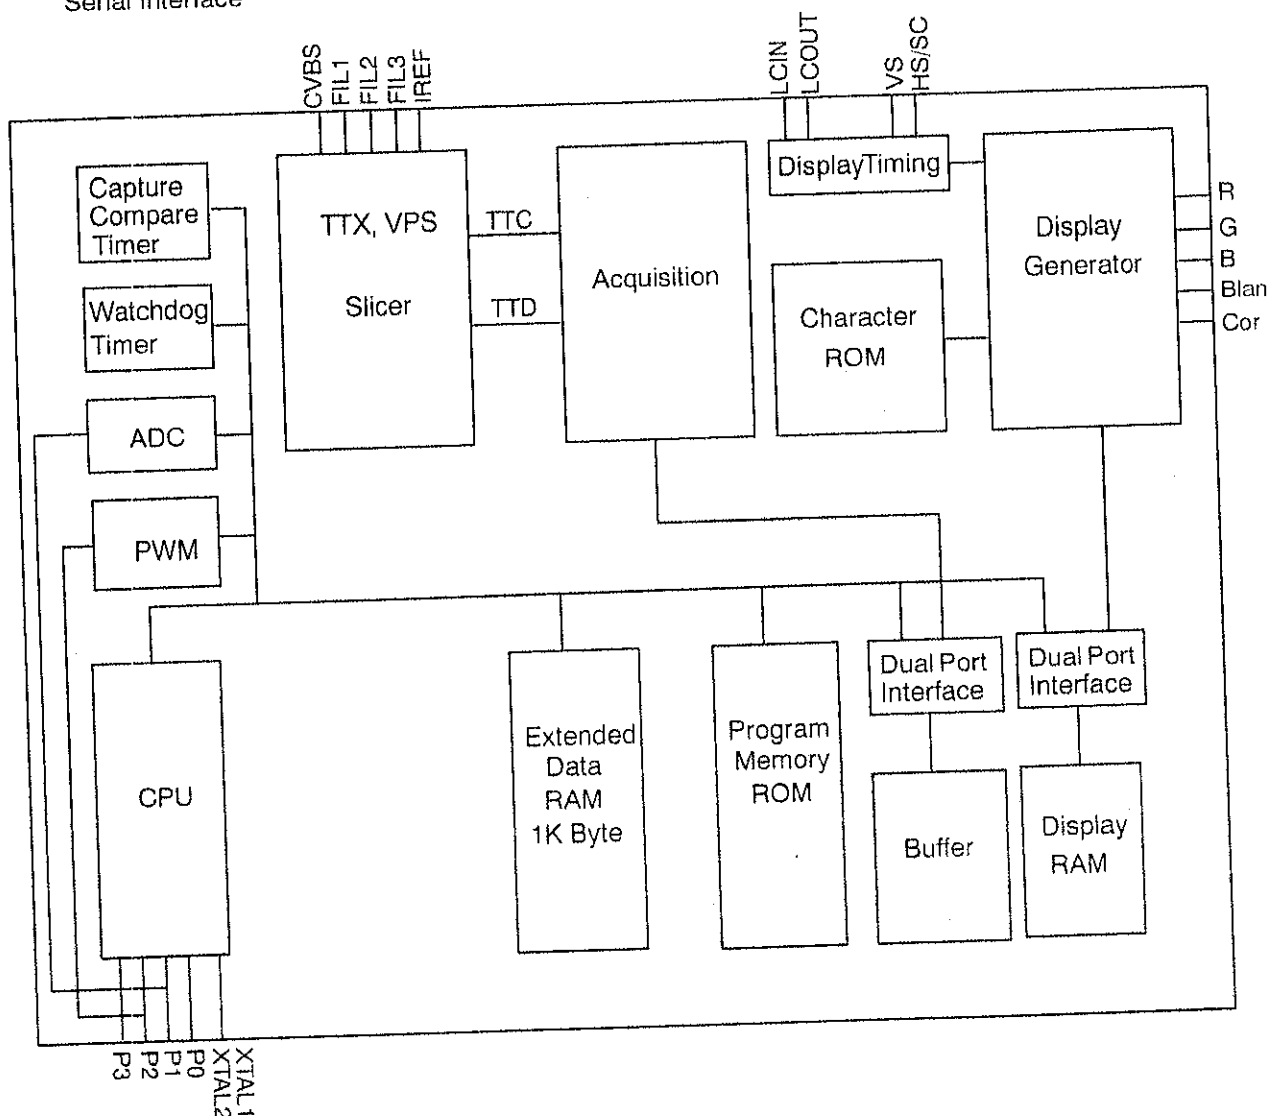 Serial Interface
CVBS
FIL1
FIL2
FIL3
IREF
LCIN
LCOUT
VS
HS/SC
Capture
Compare
Timer
TTX, VPS
Slicer
TTC
TTD
Acquisition
DisplayTiming
Display
Generator
R
G
B
Blan
Cor
Character
ROM
Watchdog
Timer
ADC
PWM
CPU
Extended
Data
RAM
1K Byte
Program
Memory
ROM
Dual Port
Interface
Dual Port
Interface
Buffer
Display
RAM
P3
P2
P1
P0
XTAL2
XTAL1